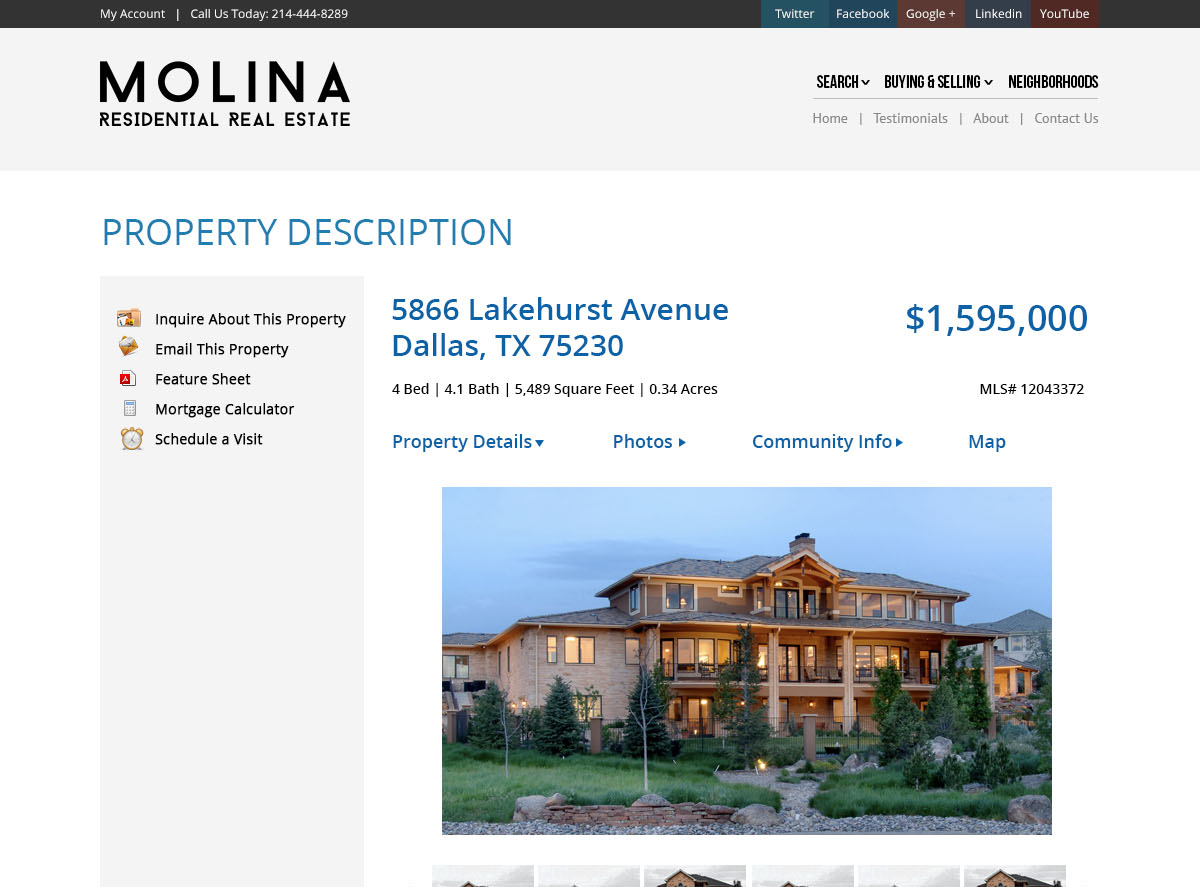 My Account | Call Us Today: 214-444-8289
Twitter
Facebook
Google +
Linkedin
YouTube
MOLINA
RESIDENTIAL REAL ESTATE
SEARCH
BUYING & SELLING
NEIGHBORHOODS
Home | Testimonials | About | Contact Us
PROPERTY DESCRIPTION
Inquire About This Property
Email This Property
Feature Sheet
Mortgage Calculator
Schedule a Visit
5866 Lakehurst Avenue
Dallas, TX 75230
$1,595,000
4 Bed | 4.1 Bath | 5,489 Square Feet | 0.34 Acres
MLS# 12043372
Property Details
Photos
Community Info
Map